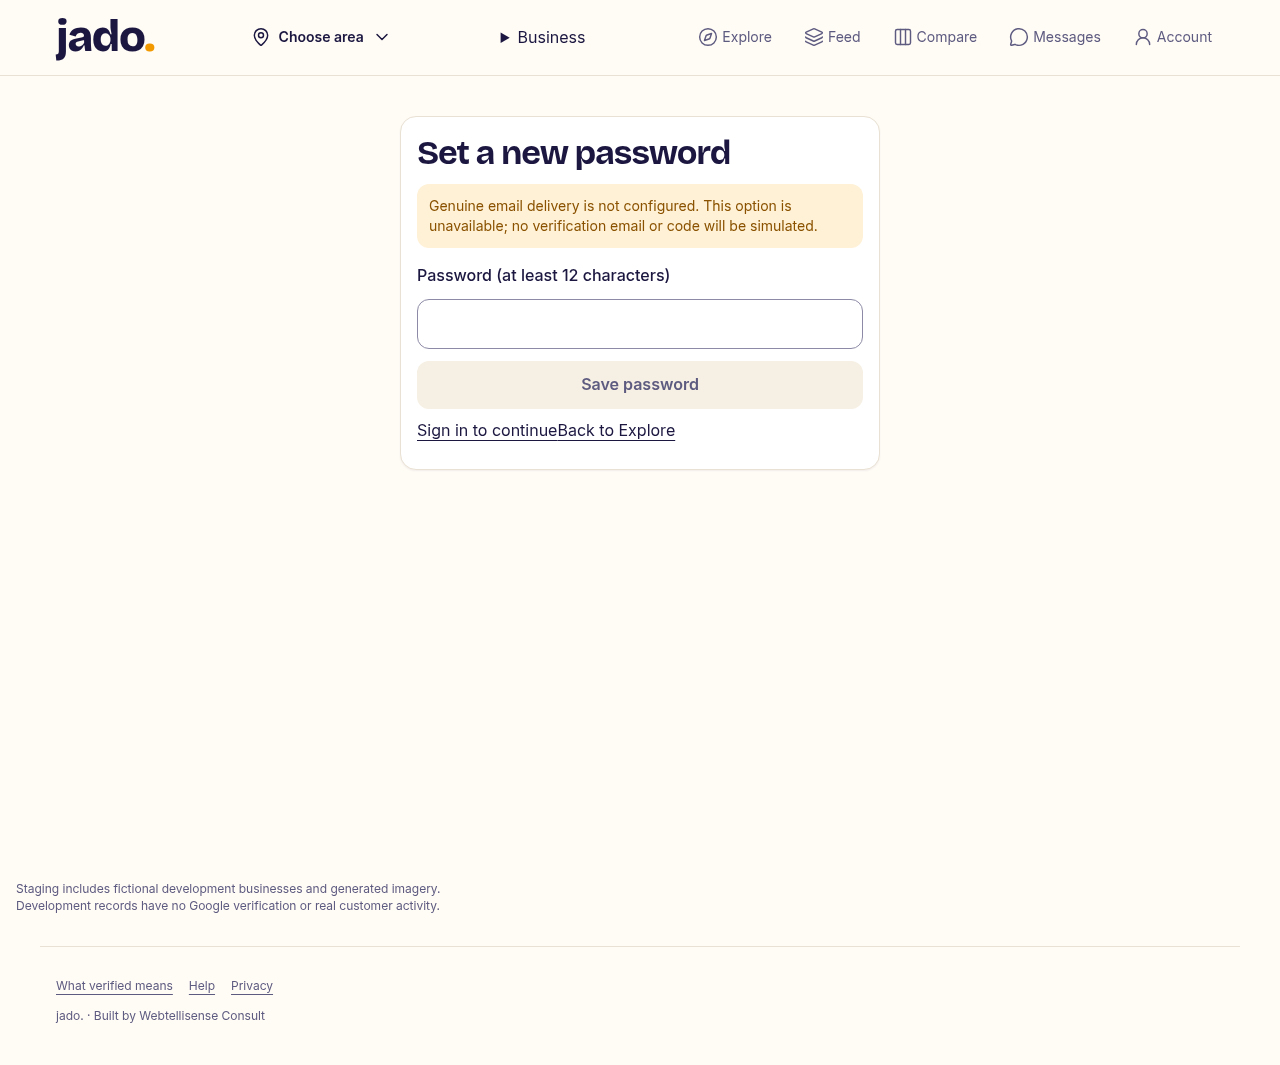 jado.
Choose area
Business
Explore
Feed
Compare
Messages
Account
Set a new password
Genuine email delivery is not configured. This option is
unavailable; no verification email or code will be simulated.
Password (at least 12 characters)
Save password
Sign in to continueBack to Explore
Staging includes fictional development businesses and generated imagery.
Development records have no Google verification or real customer activity.
What verified means Help Privacy
jado. · Built by Webtellisense Consult